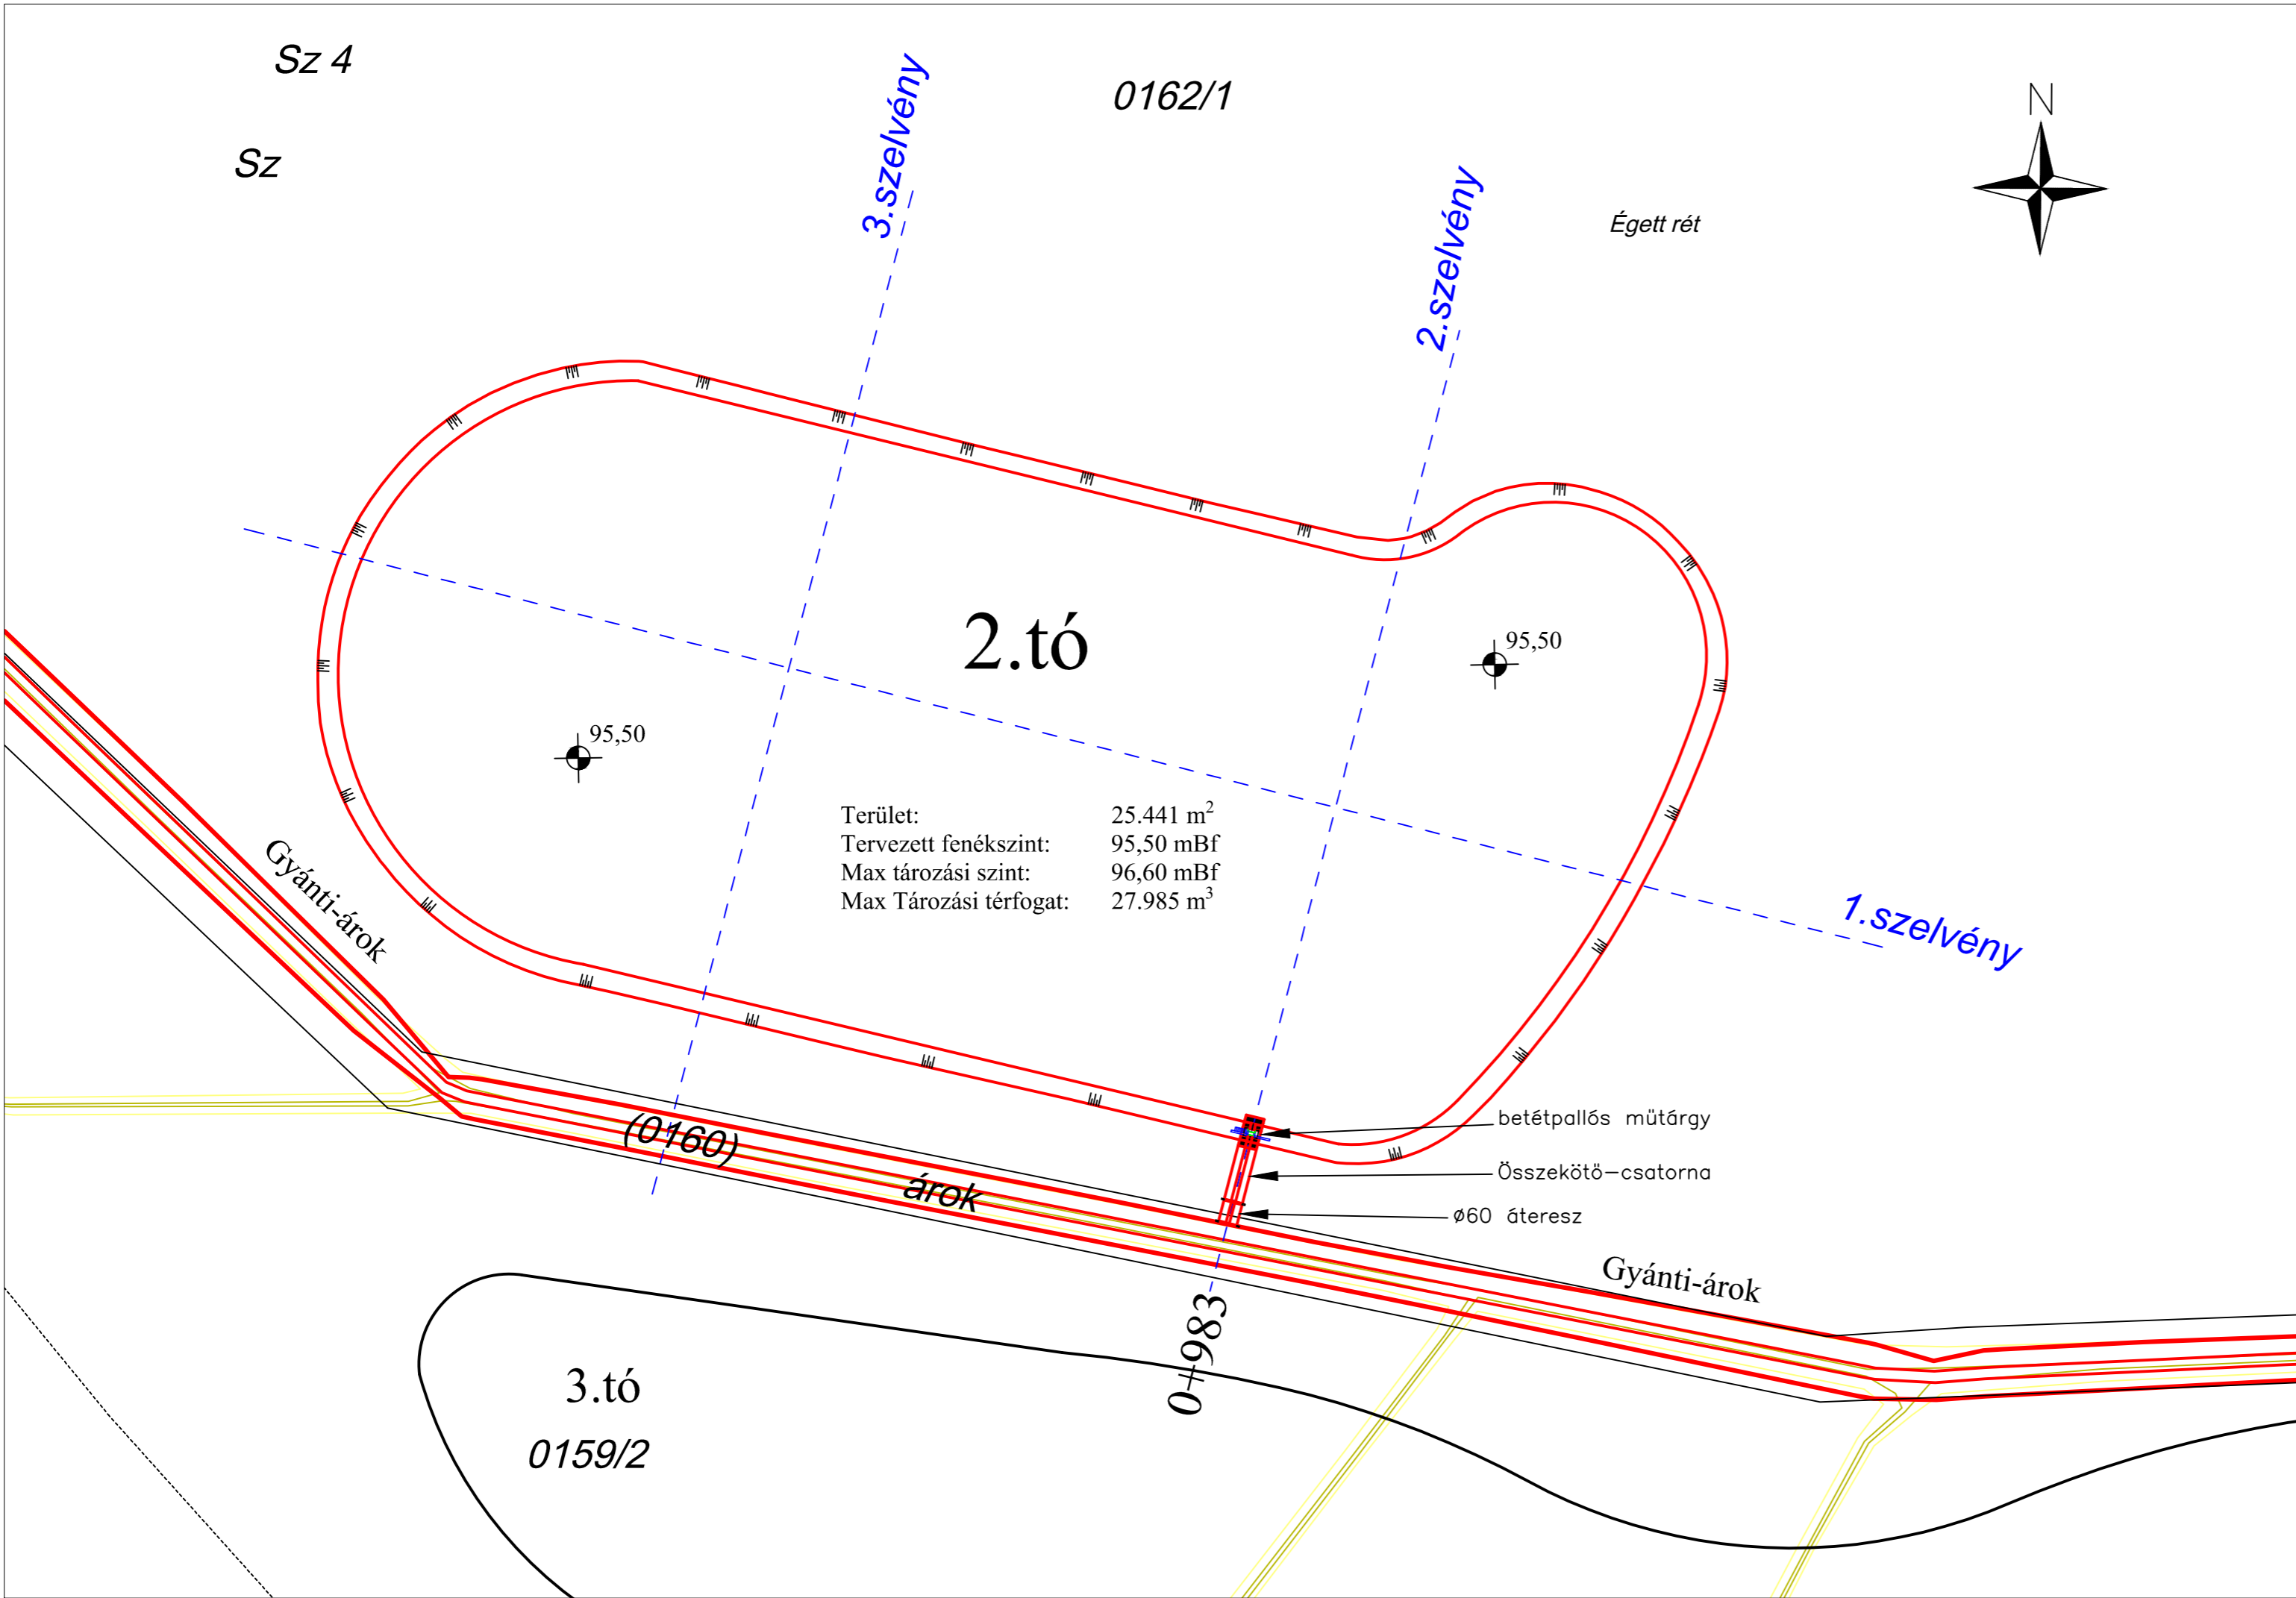 Sz 4
3.szelvény
0162/1
N
Sz
2.szelvény
Égett rét
2.tó
95,50
95,50
Terület: 25.441 m²
Tervezett fenékszint: 95,50 mBf
Max tározási szint: 96,60 mBf
Max Tározási térfogat: 27.985 m³
Gyánti-árok
1.szelvény
betétpallós műtárgy
(0160)
Összekötő-csatorna
árok
ø60 áteresz
Gyánti-árok
0+983
3.tó
0159/2